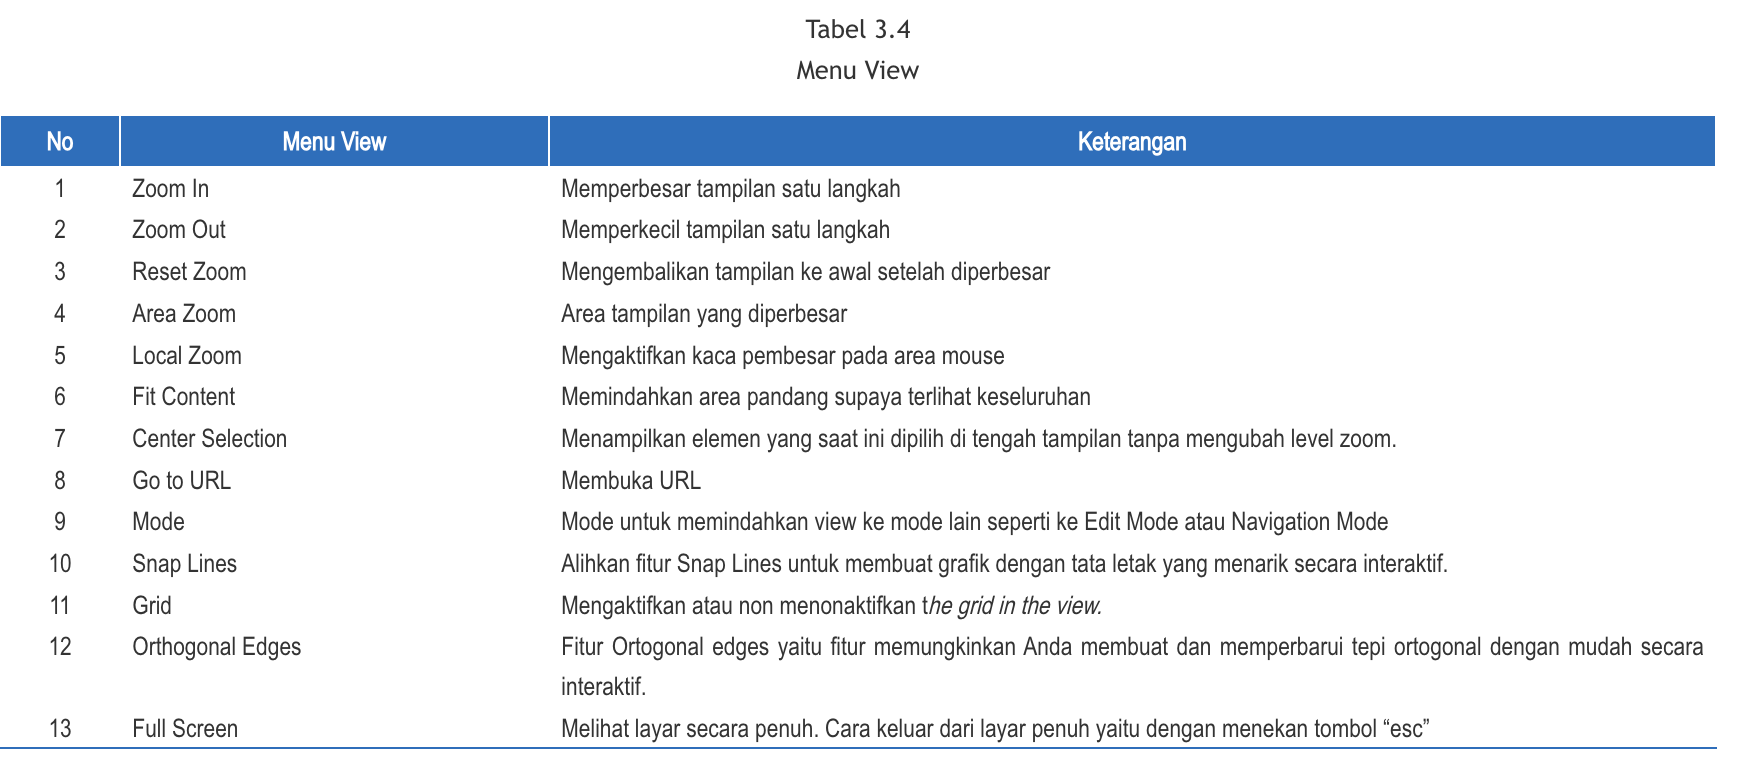 Tabel 3.4
Menu View
No Menu View Keterangan
1 Zoom In Memperbesar tampilan satu langkah
2 Zoom Out Memperkecil tampilan satu langkah
3 Reset Zoom Mengembalikan tampilan ke awal setelah diperbesar
4 Area Zoom Area tampilan yang diperbesar
5 Local Zoom Mengaktifkan kaca pembesar pada area mouse
6 Fit Content Memindahkan area pandang supaya terlihat keseluruhan
7 Center Selection Menampilkan elemen yang saat ini dipilih di tengah tampilan tanpa mengubah level zoom.
8 Go to URL Membuka URL
9 Mode Mode untuk memindahkan view ke mode lain seperti ke Edit Mode atau Navigation Mode
10 Snap Lines Alihkan fitur Snap Lines untuk membuat grafik dengan tata letak yang menarik secara interaktif.
11 Grid Mengaktifkan atau non menonaktifkan the grid in the view.
12 Orthogonal Edges Fitur Ortogonal edges yaitu fitur memungkinkan Anda membuat dan memperbarui tepi ortogonal dengan mudah secara
interaktif.
13 Full Screen Melihat layar secara penuh. Cara keluar dari layar penuh yaitu dengan menekan tombol “esc”